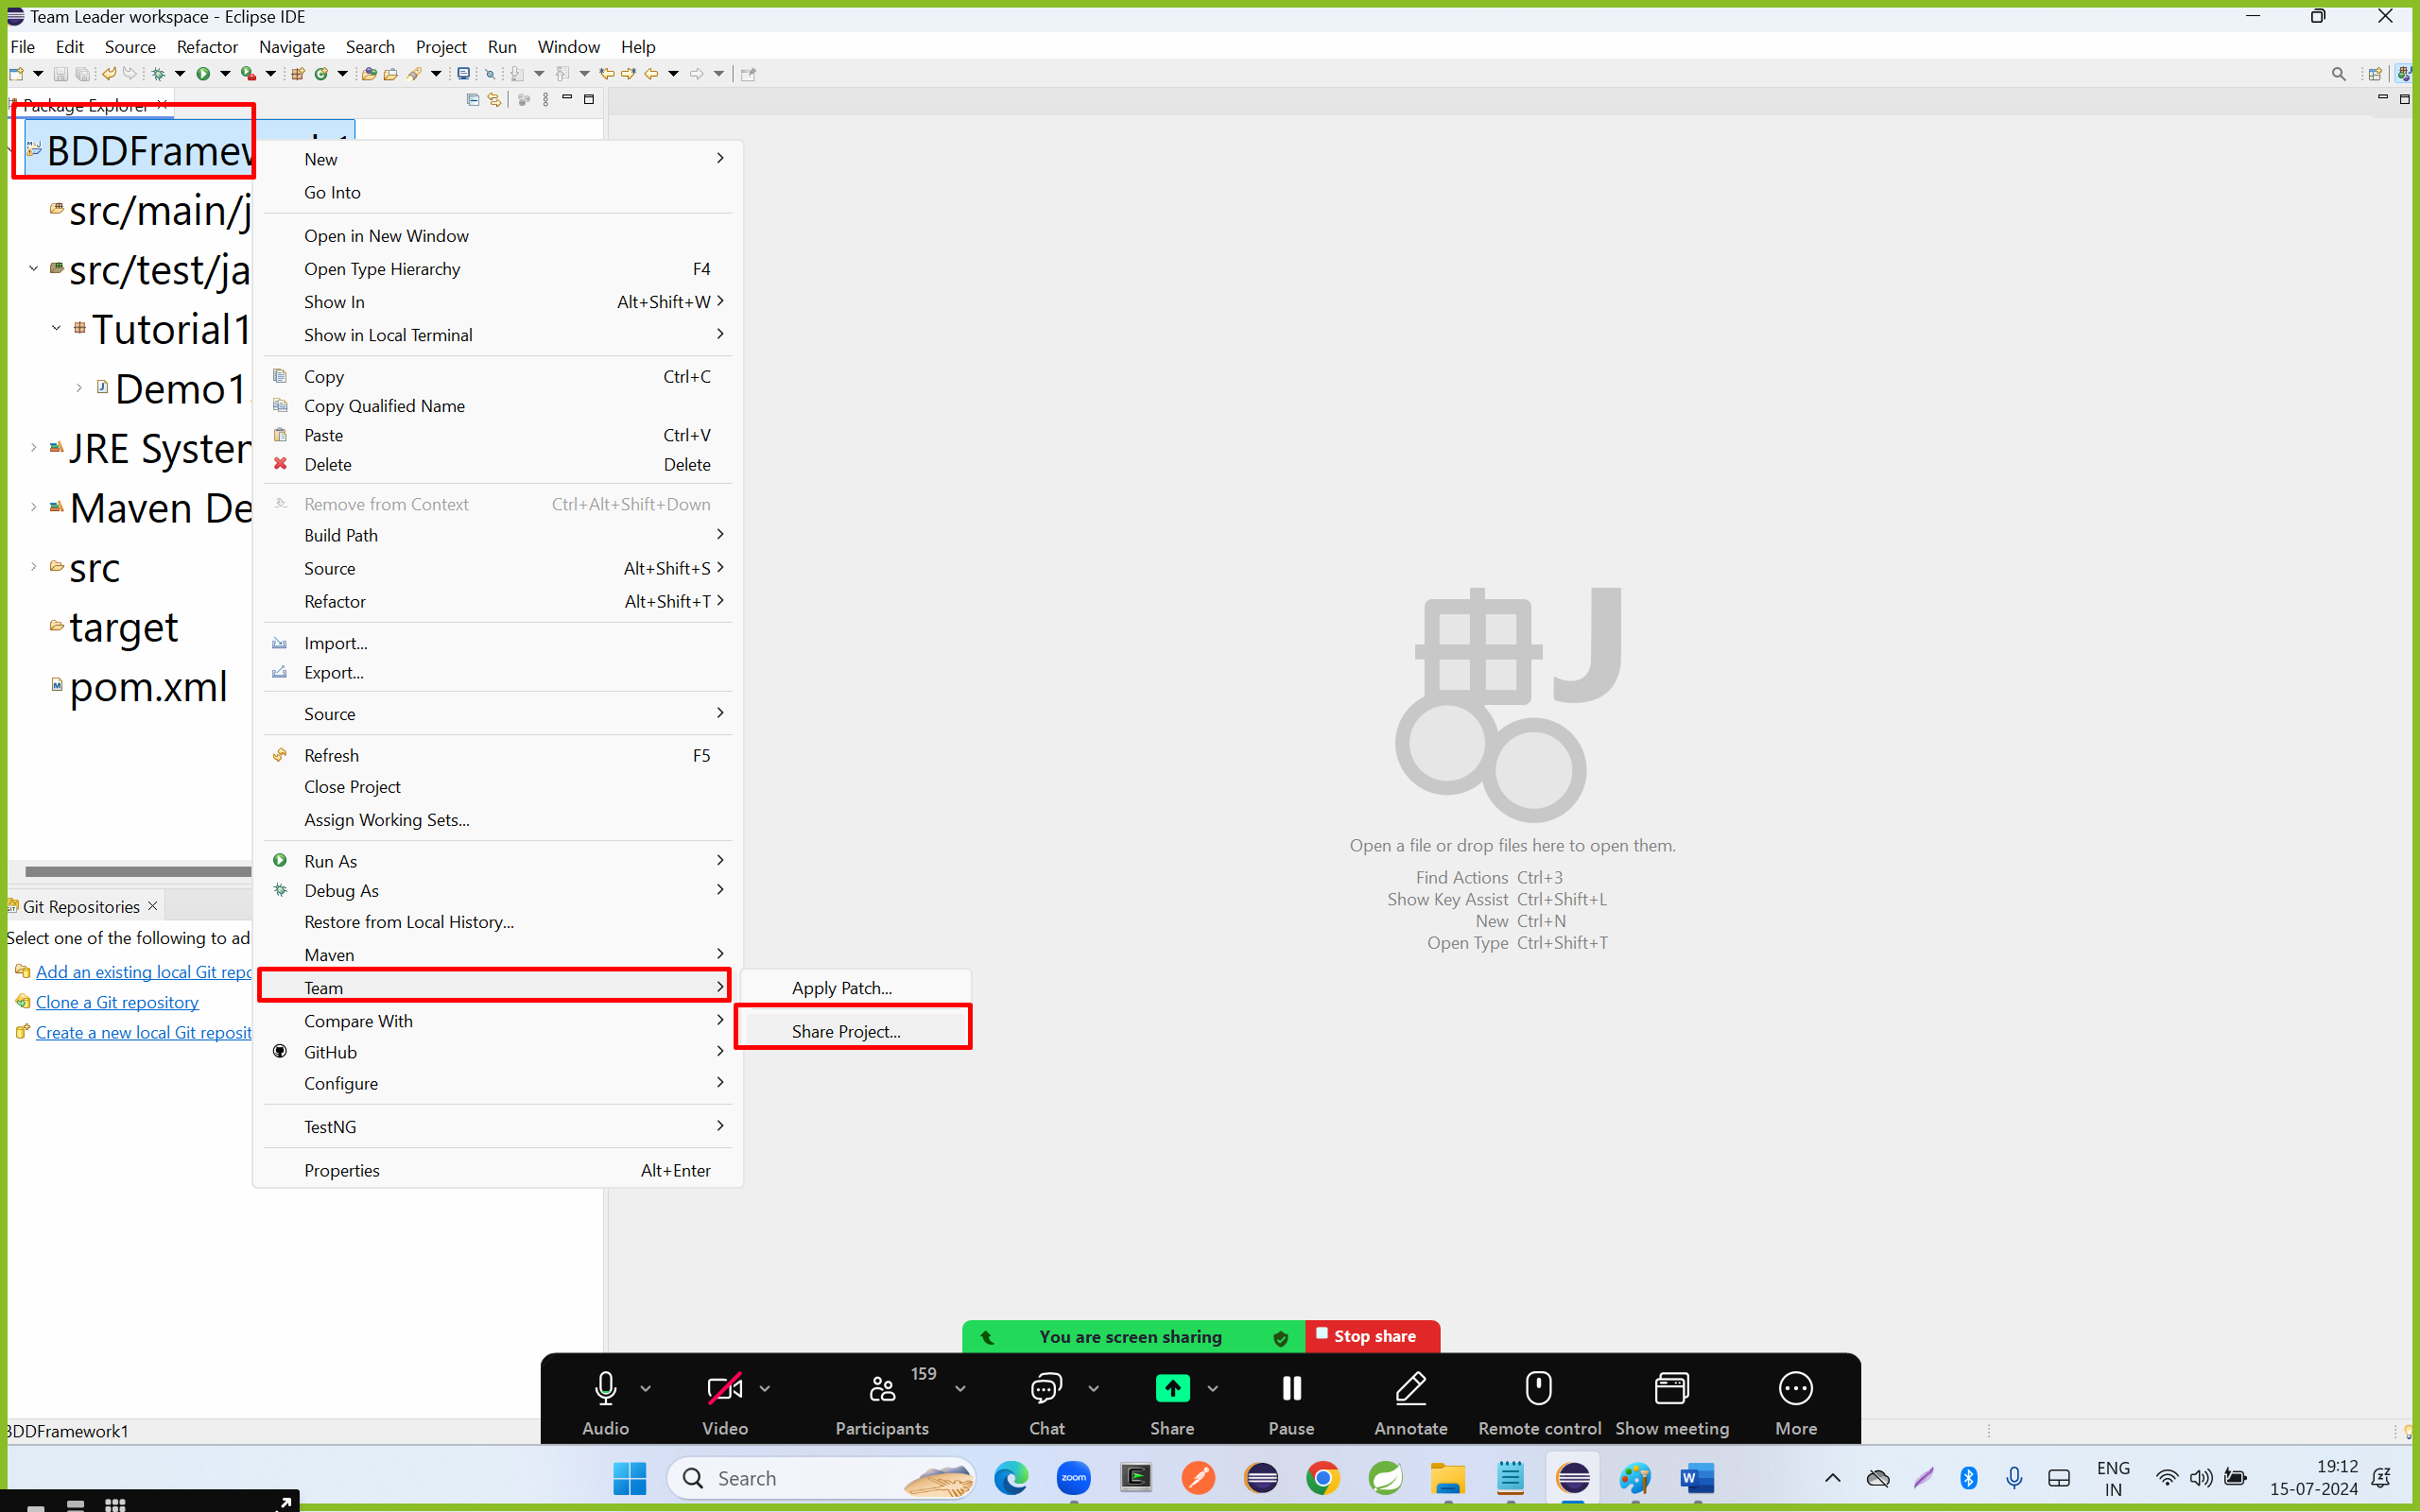 Team Leader workspace - Eclipse IDE
File Edit Source Refactor Navigate Search Project Run Window Help
Package Explorer
BDDFramew
src/main/j
src/test/ja
Tutorial1
Demo1
JRE System
Maven De
src
target
pom.xml
New
Go Into
Open in New Window
Open Type Hierarchy F4
Show In Alt+Shift+W
Show in Local Terminal
Copy Ctrl+C
Copy Qualified Name
Paste Ctrl+V
Delete Delete
Remove from Context Ctrl+Alt+Shift+Down
Build Path
Source Alt+Shift+S
Refactor Alt+Shift+T
Import...
Export...
Source
Refresh F5
Close Project
Assign Working Sets...
Run As
Debug As
Restore from Local History...
Maven
Team
Compare With
GitHub
Configure
TestNG
Properties Alt+Enter
Apply Patch...
Share Project...
Git Repositories
Select one of the following to ad
Add an existing local Git repo
Clone a Git repository
Create a new local Git reposit
J
Open a file or drop files here to open them.
Find Actions Ctrl+3
Show Key Assist Ctrl+Shift+L
New Ctrl+N
Open Type Ctrl+Shift+T
You are screen sharing Stop share
159
Audio Video Participants Chat Share Pause Annotate Remote control Show meeting More
BDDFramework1
Search
zoom
W
ENG
IN
19:12
15-07-2024